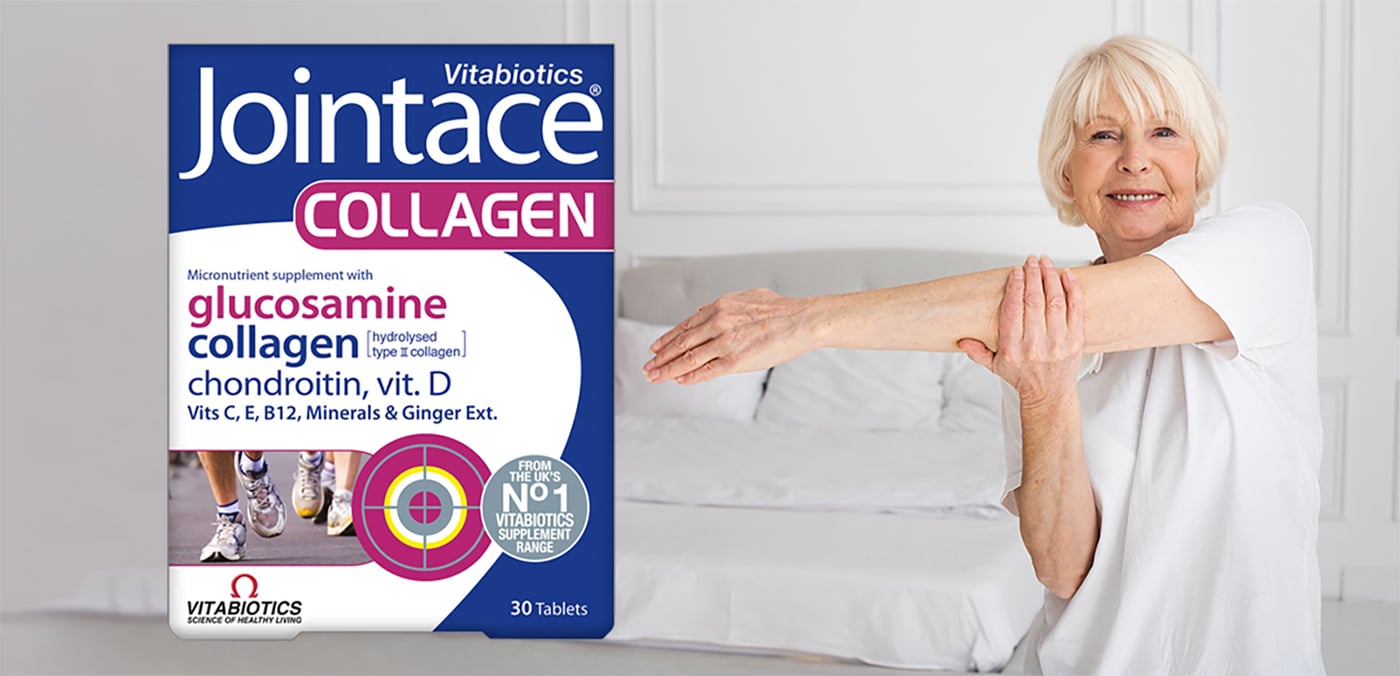 Vitabiotics
Jointace®
COLLAGEN
Micronutrient supplement with
glucosamine
collagen [hydrolysed
type II collagen]
chondroitin, vit. D
Vits C, E, B12, Minerals & Ginger Ext.
FROM
THE UK'S
Nº1
VITABIOTICS
SUPPLEMENT
RANGE
VITABIOTICS
SCIENCE OF HEALTHY LIVING
30 Tablets